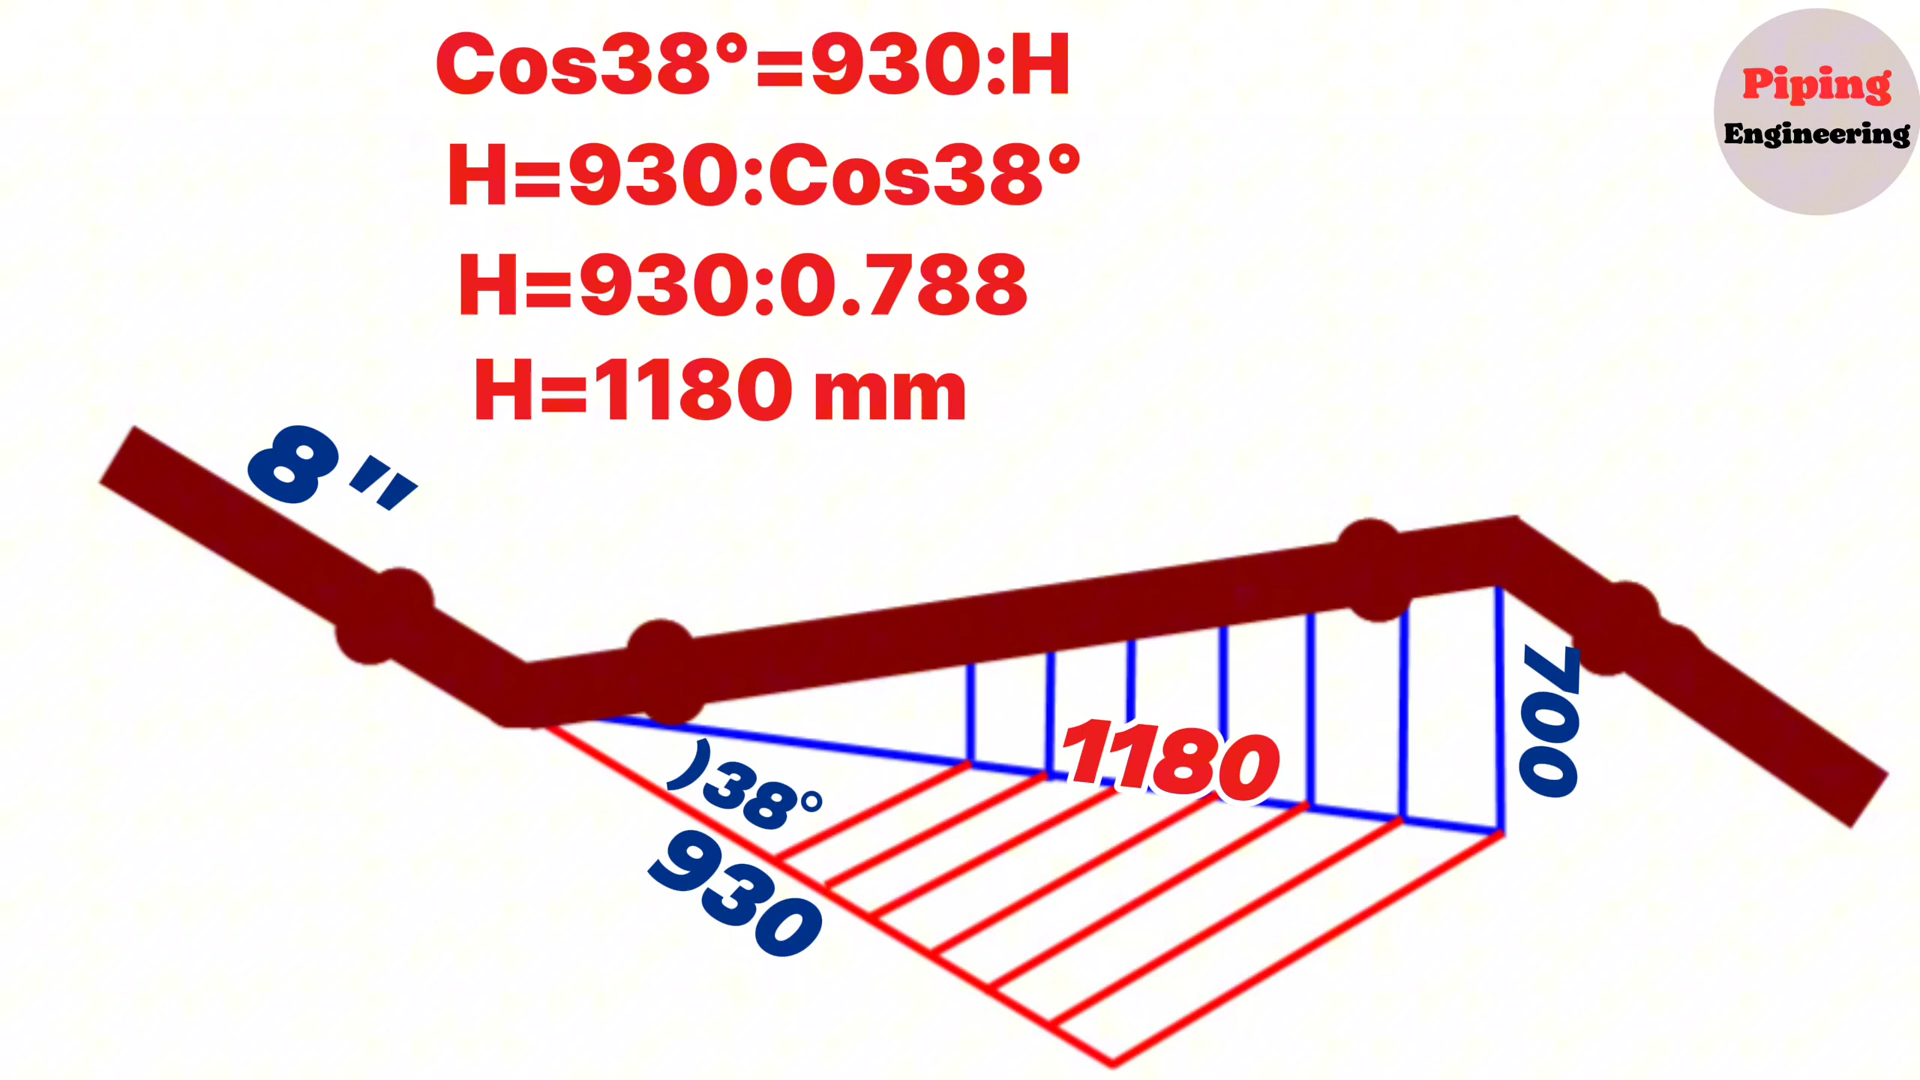 Cos38°=930:H
Piping
Engineering
H=930:Cos38°
H=930:0.788
H=1180 mm
8"
700
1180
)38°
930